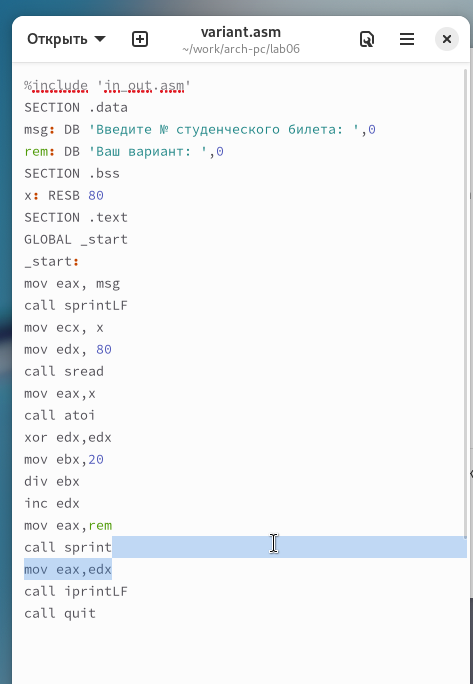 Открыть
variant.asm
~/work/arch-pc/lab06
%include 'in_out.asm'
SECTION .data
msg: DB 'Введите № студенческого билета: ',0
rem: DB 'Ваш вариант: ',0
SECTION .bss
x: RESB 80
SECTION .text
GLOBAL _start
_start:
mov eax, msg
call sprintLF
mov ecx, x
mov edx, 80
call sread
mov eax,x
call atoi
xor edx,edx
mov ebx,20
div ebx
inc edx
mov eax,rem
call sprint
mov eax,edx
call iprintLF
call quit